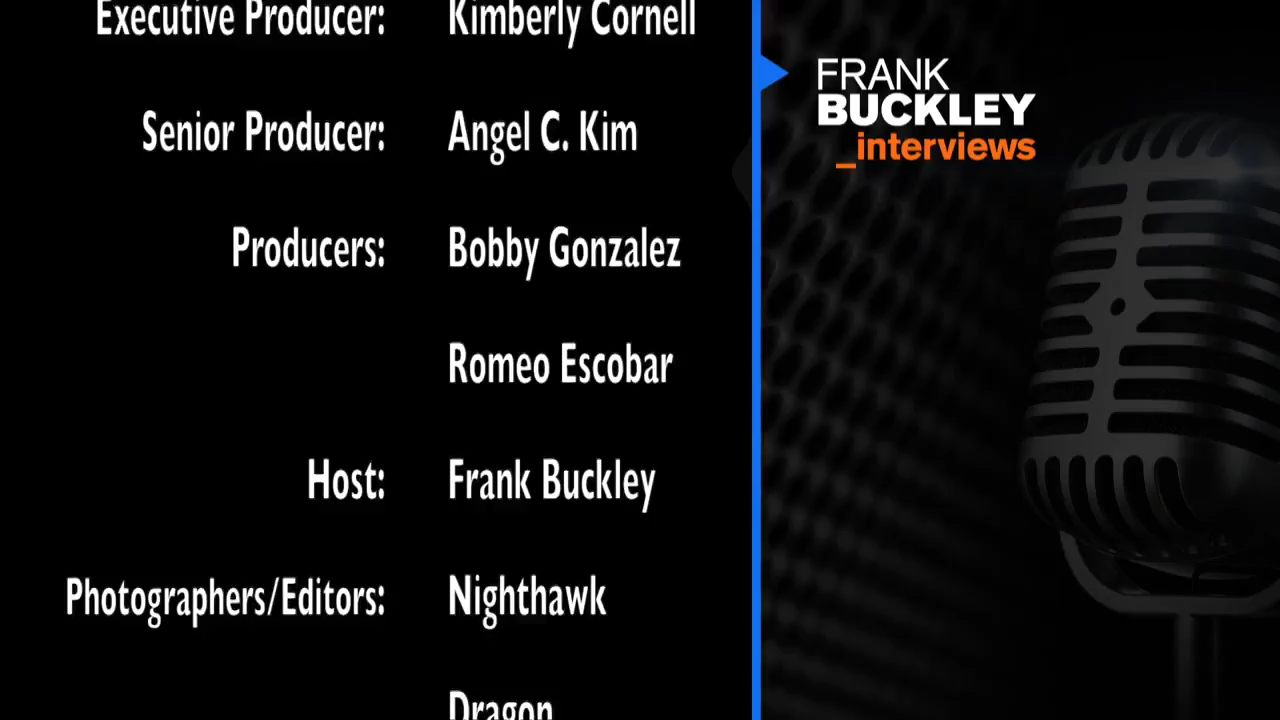 Executive Producer: Kimberly Cornell
Senior Producer: Angel C. Kim
Producers: Bobby Gonzalez
Romeo Escobar
Host: Frank Buckley
Photographers/Editors: Nighthawk
Dragon
FRANK
BUCKLEY
_interviews